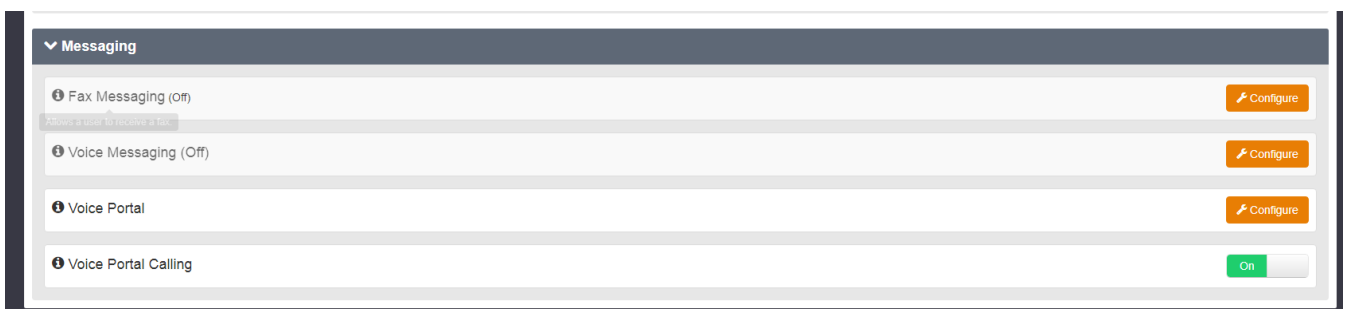 Messaging
Fax Messaging (Off)
Configure
Allows a user to receive a fax.
Voice Messaging (Off)
Configure
Voice Portal
Configure
Voice Portal Calling
On